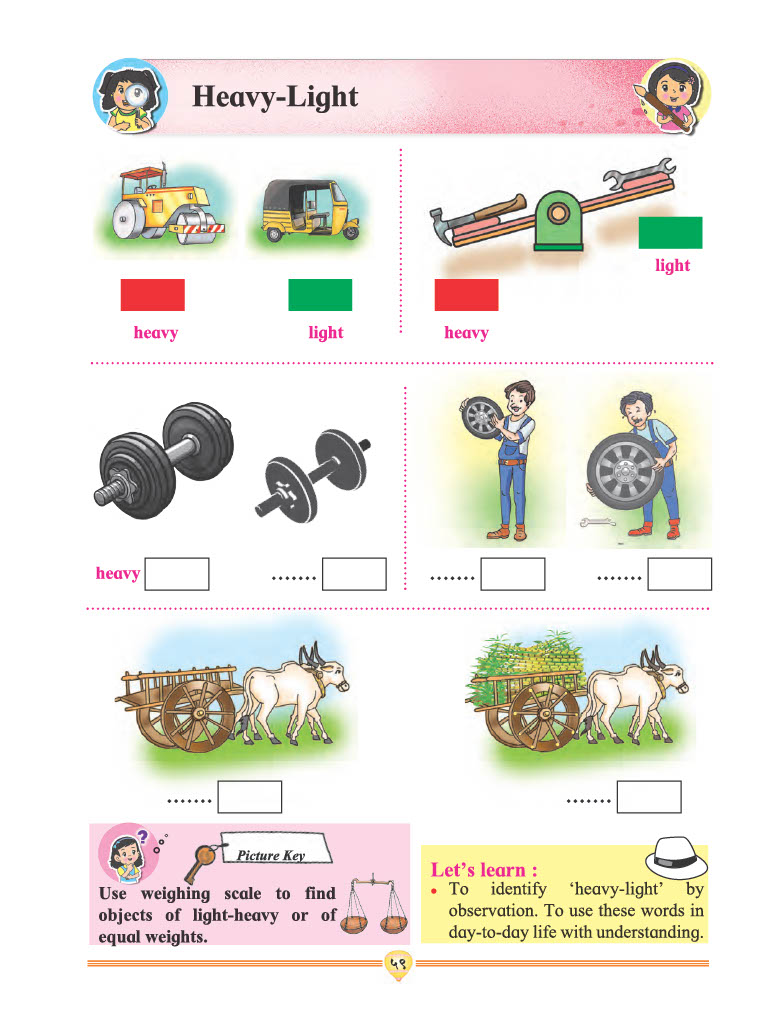 Heavy-Light
light
heavy
light
heavy
heavy
.......
.......
.......
.......
.......
Picture Key
Use weighing scale to find
objects of light-heavy or of
equal weights.
Let's learn :
• To identify ‘heavy-light’ by
observation. To use these words in
day-to-day life with understanding.
५९